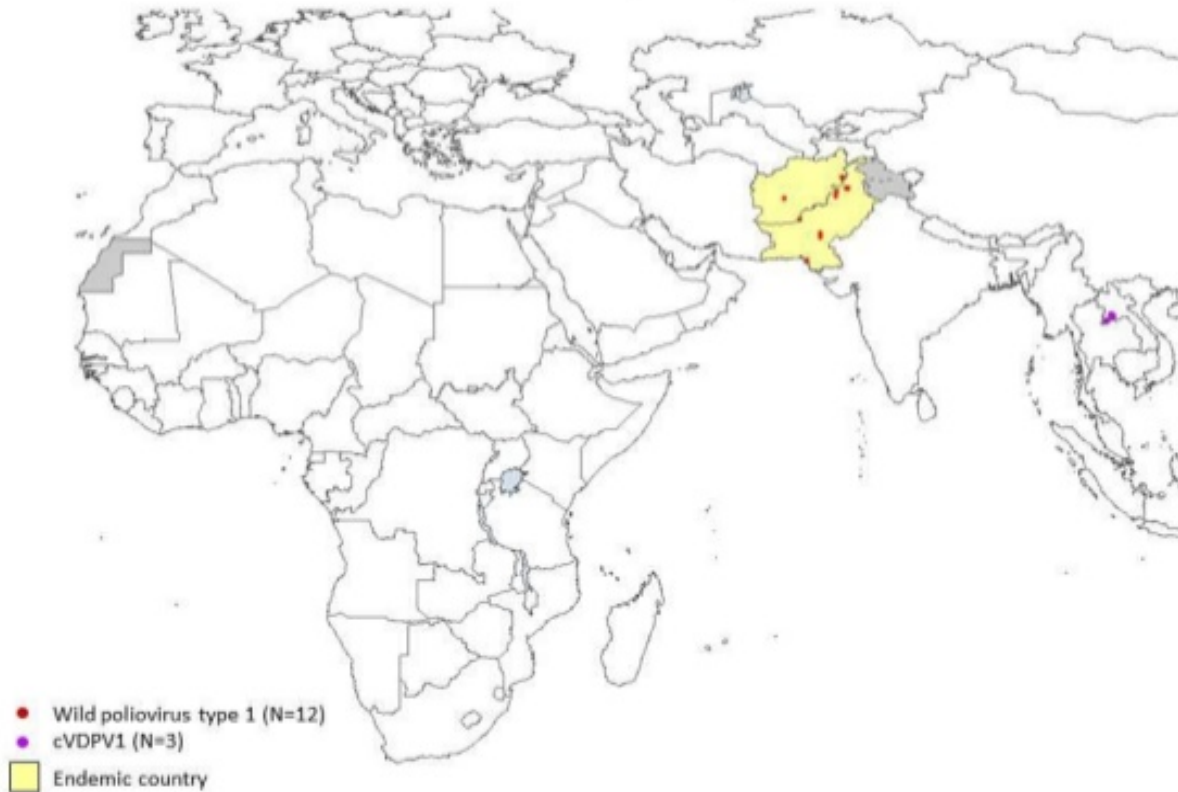 Wild poliovirus type 1 (N=12)
cVDPV1 (N=3)
Endemic country